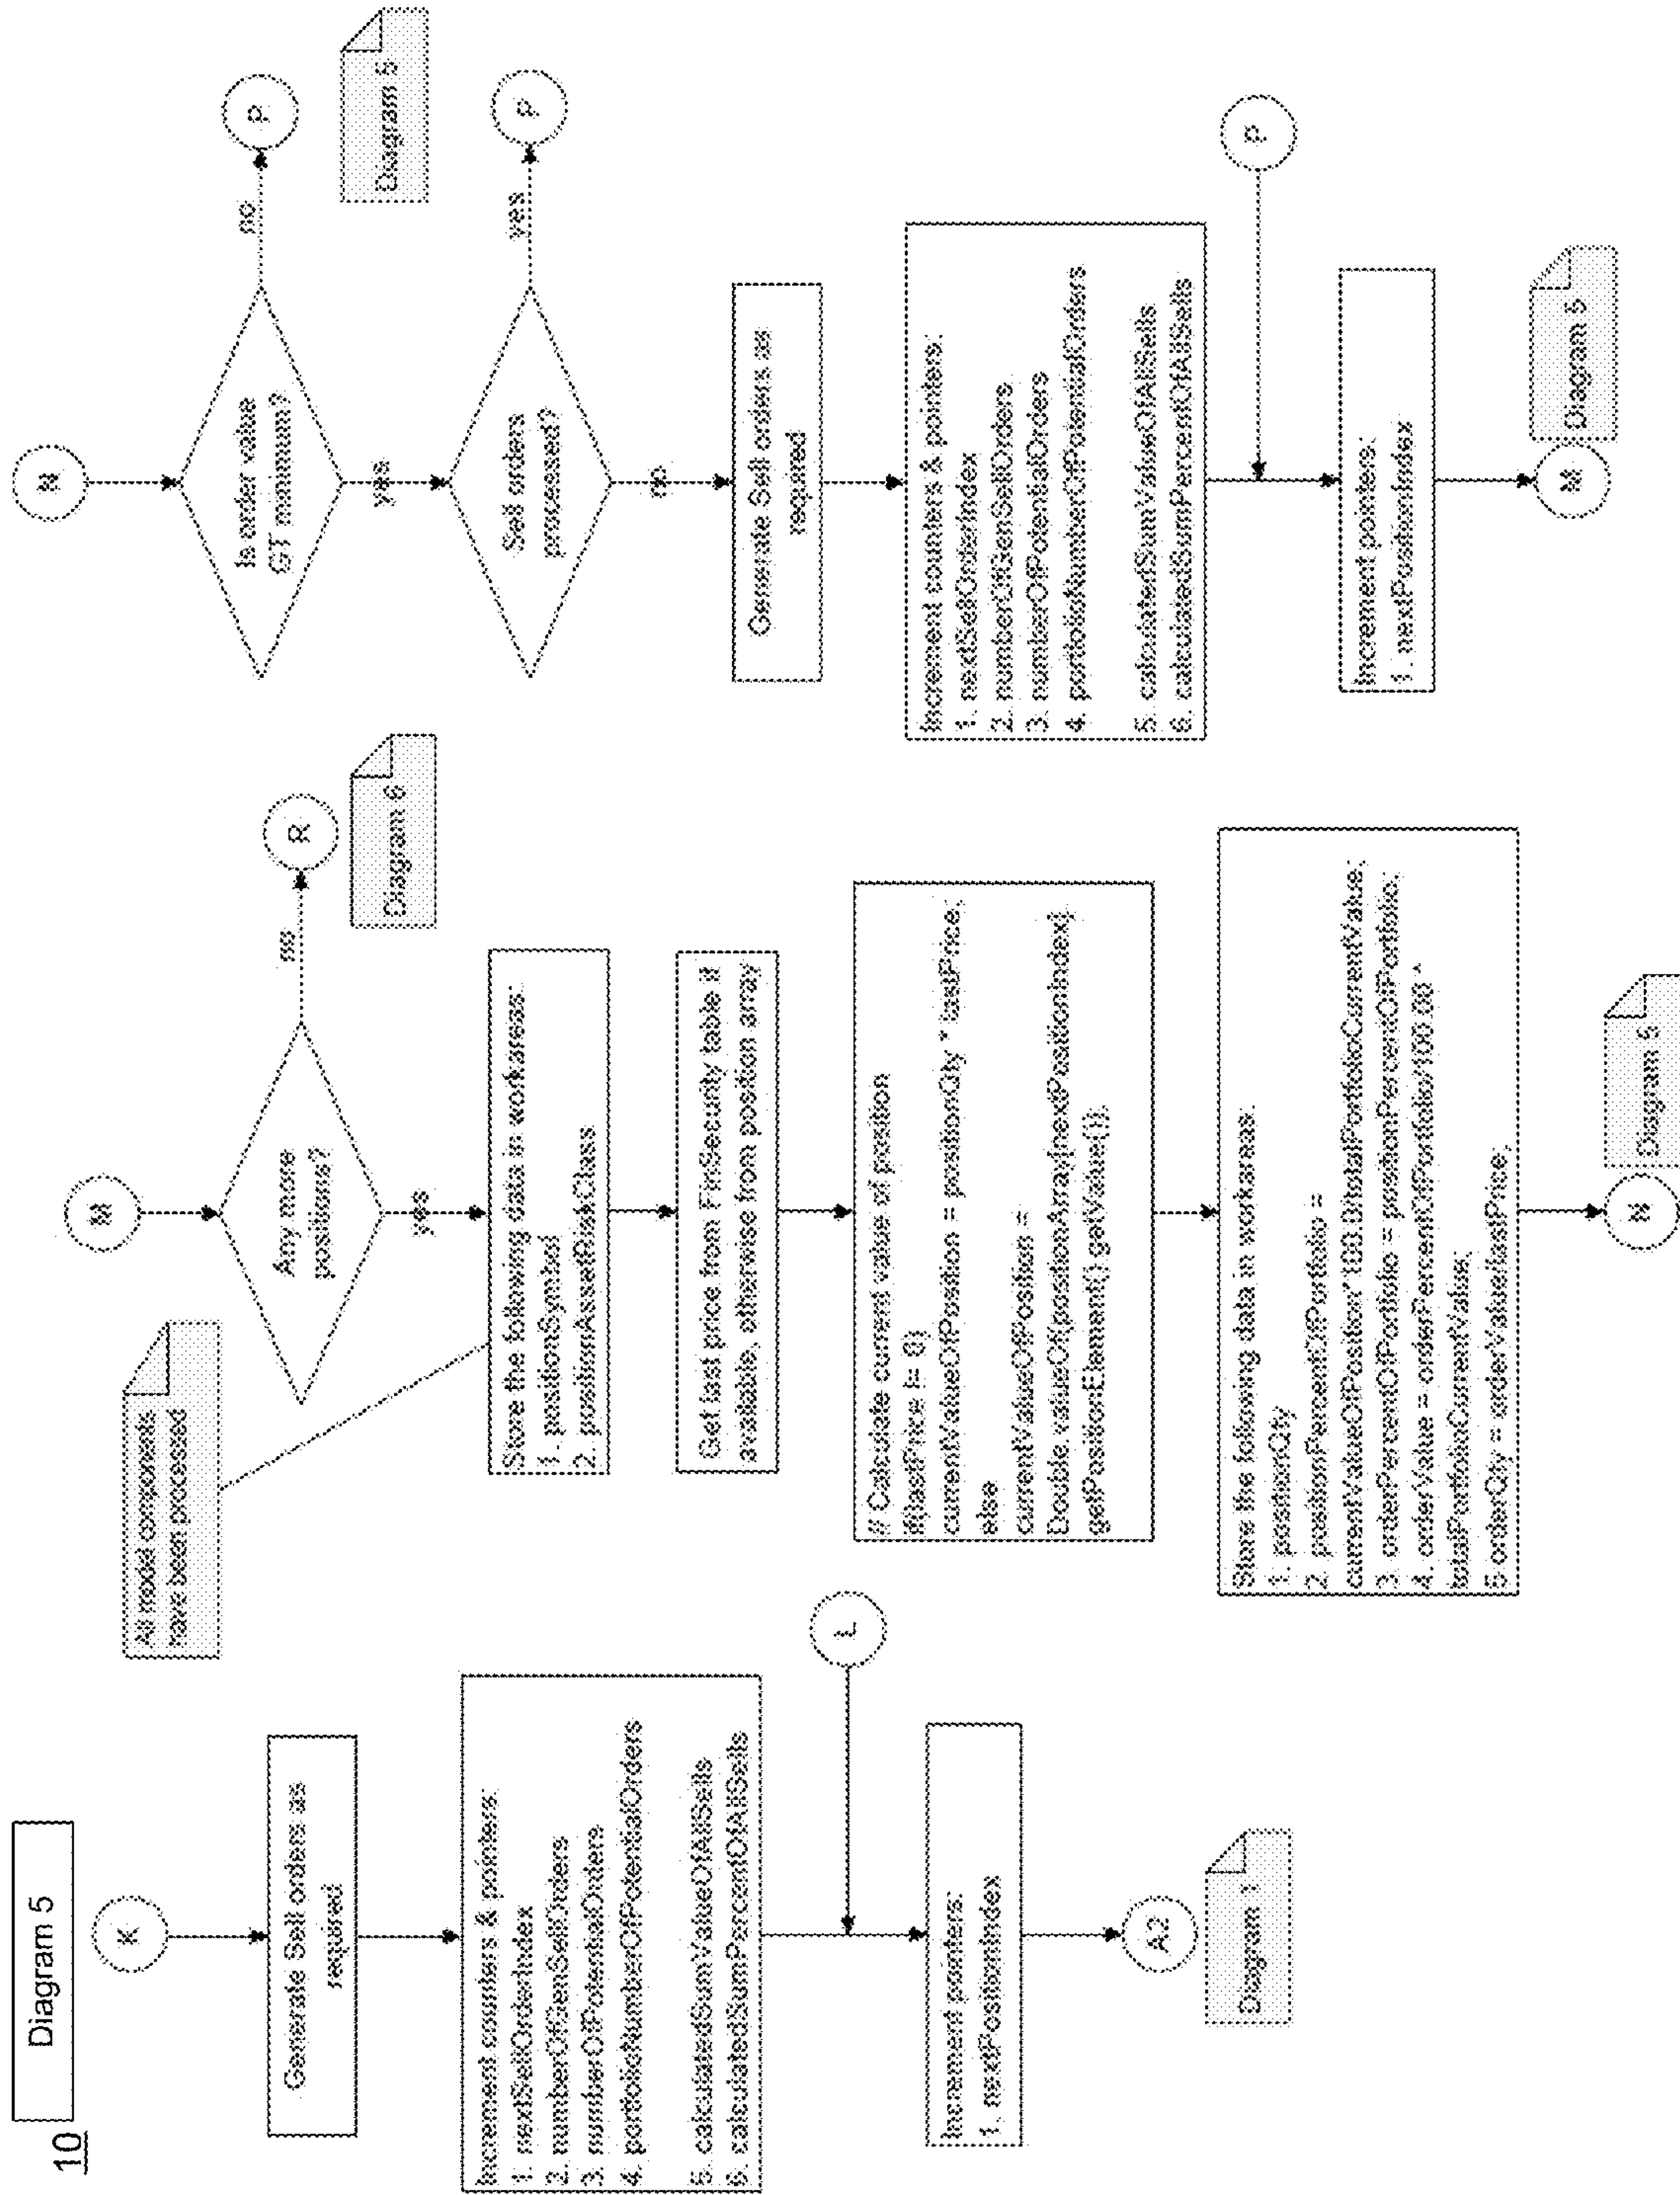 10
Diagram 5
K
Generate Sell orders as
required
Increment counters & pointers:
1. nextSellOrderIndex
2. numberOfGenSellOrders
3. numberOfPotentialOrders
4. portfolioNumberOfPotentialOrders
5. calculatedSumValueOfAllSells
6. calculatedSumPercentOfAllSells
L
Increment pointers:
1. nextPositionIndex
A2
Diagram 1
All model components
have been processed
M
Any more
positions?
no
R
Diagram 6
yes
Store the following data in workareas:
1. positionSymbol
2. positionAssetRiskClass
Get last price from FinSecurity table if
available, otherwise from position array
// Calculate current value of position
if(lastPrice != 0)
currentValueOfPosition = positionQty * lastPrice;
else
currentValueOfPosition =
Double.valueOf(postionArray[nextPositionIndex].
getPositionElement().getValue());
Store the following data in workareas:
1. positionQty
2. positionPercentOfPortfolio =
currentValueOfPosition*100.0/totalPortfolioCurrentValue;
3. orderPercentOfPortfolio = positionPercentOfPortfolio;
4. orderValue = orderPercentOfPortfolio/100.00 *
totalPortfolioCurrentValue;
5 orderQty = orderValue/lastPrice;
N
Diagram 5
N
Is order value
GT minimum?
no
P
Diagram 5
yes
Sell orders
processed?
yes
P
no
Generate Sell orders as
required
Increment counters & pointers:
1. nextSellOrderIndex
2. numberOfGenSellOrders
3. numberOfPotentialOrders
4. portfolioNumberOfPotentialOrders
5. calculatedSumValueOfAllSells
6. calculatedSumPercentOfAllSells
P
Increment pointers:
1. nextPositionIndex
M
Diagram 5